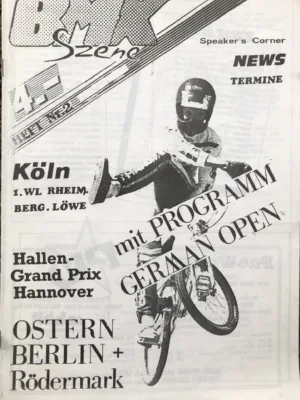 BMX
Szene
Speaker's Corner
NEWS
TERMINE
4,-
HEFT Nr.2
Köln
1.WL RHEIM.
BERG.LÖWE
mit PROGRAMM
GERMAN OPEN
Hallen-
Grand Prix
Hannover
OSTERN
BERLIN +
Rödermark